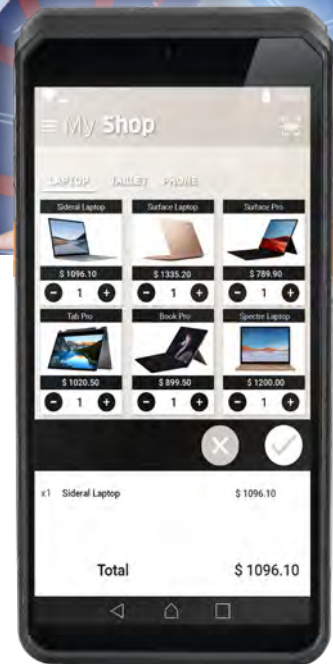 My Shop
LAPTOP TABLET PHONE
Sideral Laptop Surface Laptop Surface Pro
$ 1096.10 $ 1335.20 $ 789.90
- 1 + - 1 + - 1 +
Tab Pro Book Pro Spectre Laptop
$ 1020.50 $ 899.50 $ 1200.00
- 1 + - 1 + - 1 +
x1 Sideral Laptop $ 1096.10
Total $ 1096.10